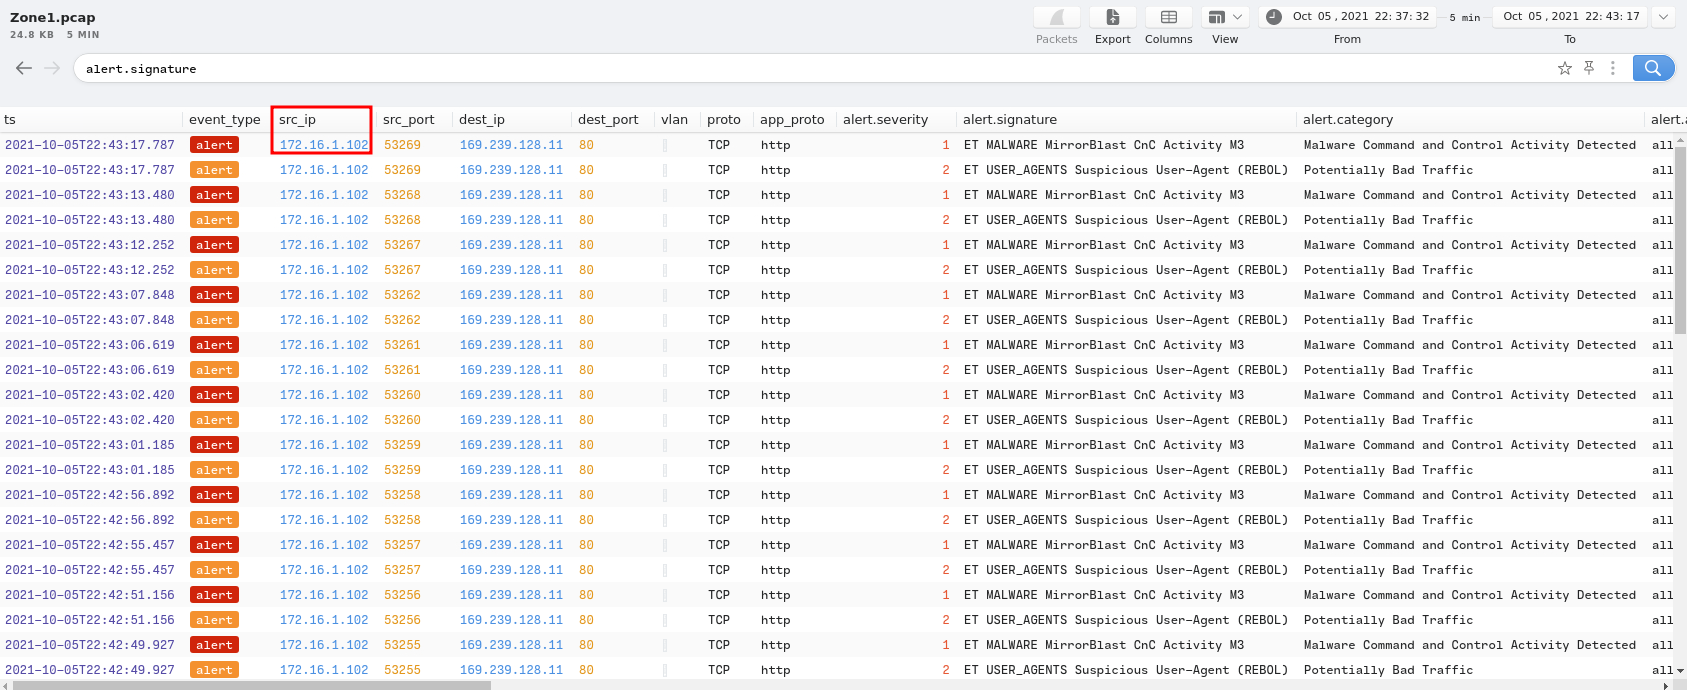 Zone1.pcap
24.8 KB 5 MIN
Packets Export Columns View
Oct 05 , 2021 22: 37: 32 5 min Oct 05 , 2021 22: 43: 17
From To
alert.signature
ts event_type src_ip src_port dest_ip dest_port vlan proto app_proto alert.severity alert.signature alert.category alert.a
2021-10-05T22:43:17.787 alert 172.16.1.102 53269 169.239.128.11 80 TCP http 1 ET MALWARE MirrorBlast CnC Activity M3 Malware Command and Control Activity Detected all
2021-10-05T22:43:17.787 alert 172.16.1.102 53269 169.239.128.11 80 TCP http 2 ET USER_AGENTS Suspicious User-Agent (REBOL) Potentially Bad Traffic all
2021-10-05T22:43:13.480 alert 172.16.1.102 53268 169.239.128.11 80 TCP http 1 ET MALWARE MirrorBlast CnC Activity M3 Malware Command and Control Activity Detected all
2021-10-05T22:43:13.480 alert 172.16.1.102 53268 169.239.128.11 80 TCP http 2 ET USER_AGENTS Suspicious User-Agent (REBOL) Potentially Bad Traffic all
2021-10-05T22:43:12.252 alert 172.16.1.102 53267 169.239.128.11 80 TCP http 1 ET MALWARE MirrorBlast CnC Activity M3 Malware Command and Control Activity Detected all
2021-10-05T22:43:12.252 alert 172.16.1.102 53267 169.239.128.11 80 TCP http 2 ET USER_AGENTS Suspicious User-Agent (REBOL) Potentially Bad Traffic all
2021-10-05T22:43:07.848 alert 172.16.1.102 53262 169.239.128.11 80 TCP http 1 ET MALWARE MirrorBlast CnC Activity M3 Malware Command and Control Activity Detected all
2021-10-05T22:43:07.848 alert 172.16.1.102 53262 169.239.128.11 80 TCP http 2 ET USER_AGENTS Suspicious User-Agent (REBOL) Potentially Bad Traffic all
2021-10-05T22:43:06.619 alert 172.16.1.102 53261 169.239.128.11 80 TCP http 1 ET MALWARE MirrorBlast CnC Activity M3 Malware Command and Control Activity Detected all
2021-10-05T22:43:06.619 alert 172.16.1.102 53261 169.239.128.11 80 TCP http 2 ET USER_AGENTS Suspicious User-Agent (REBOL) Potentially Bad Traffic all
2021-10-05T22:43:02.420 alert 172.16.1.102 53260 169.239.128.11 80 TCP http 1 ET MALWARE MirrorBlast CnC Activity M3 Malware Command and Control Activity Detected all
2021-10-05T22:43:02.420 alert 172.16.1.102 53260 169.239.128.11 80 TCP http 2 ET USER_AGENTS Suspicious User-Agent (REBOL) Potentially Bad Traffic all
2021-10-05T22:43:01.185 alert 172.16.1.102 53259 169.239.128.11 80 TCP http 1 ET MALWARE MirrorBlast CnC Activity M3 Malware Command and Control Activity Detected all
2021-10-05T22:43:01.185 alert 172.16.1.102 53259 169.239.128.11 80 TCP http 2 ET USER_AGENTS Suspicious User-Agent (REBOL) Potentially Bad Traffic all
2021-10-05T22:42:56.892 alert 172.16.1.102 53258 169.239.128.11 80 TCP http 1 ET MALWARE MirrorBlast CnC Activity M3 Malware Command and Control Activity Detected all
2021-10-05T22:42:56.892 alert 172.16.1.102 53258 169.239.128.11 80 TCP http 2 ET USER_AGENTS Suspicious User-Agent (REBOL) Potentially Bad Traffic all
2021-10-05T22:42:55.457 alert 172.16.1.102 53257 169.239.128.11 80 TCP http 1 ET MALWARE MirrorBlast CnC Activity M3 Malware Command and Control Activity Detected all
2021-10-05T22:42:55.457 alert 172.16.1.102 53257 169.239.128.11 80 TCP http 2 ET USER_AGENTS Suspicious User-Agent (REBOL) Potentially Bad Traffic all
2021-10-05T22:42:51.156 alert 172.16.1.102 53256 169.239.128.11 80 TCP http 1 ET MALWARE MirrorBlast CnC Activity M3 Malware Command and Control Activity Detected all
2021-10-05T22:42:51.156 alert 172.16.1.102 53256 169.239.128.11 80 TCP http 2 ET USER_AGENTS Suspicious User-Agent (REBOL) Potentially Bad Traffic all
2021-10-05T22:42:49.927 alert 172.16.1.102 53255 169.239.128.11 80 TCP http 1 ET MALWARE MirrorBlast CnC Activity M3 Malware Command and Control Activity Detected all
2021-10-05T22:42:49.927 alert 172.16.1.102 53255 169.239.128.11 80 TCP http 2 ET USER_AGENTS Suspicious User-Agent (REBOL) Potentially Bad Traffic all